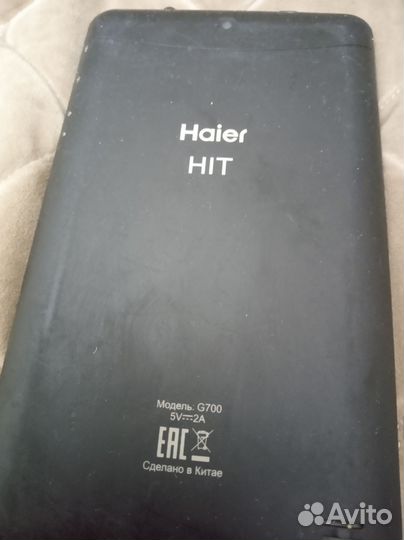 Haier
HIT
Модель: G700
5V⎓2A
EAC
Сделано в Китае
Avito